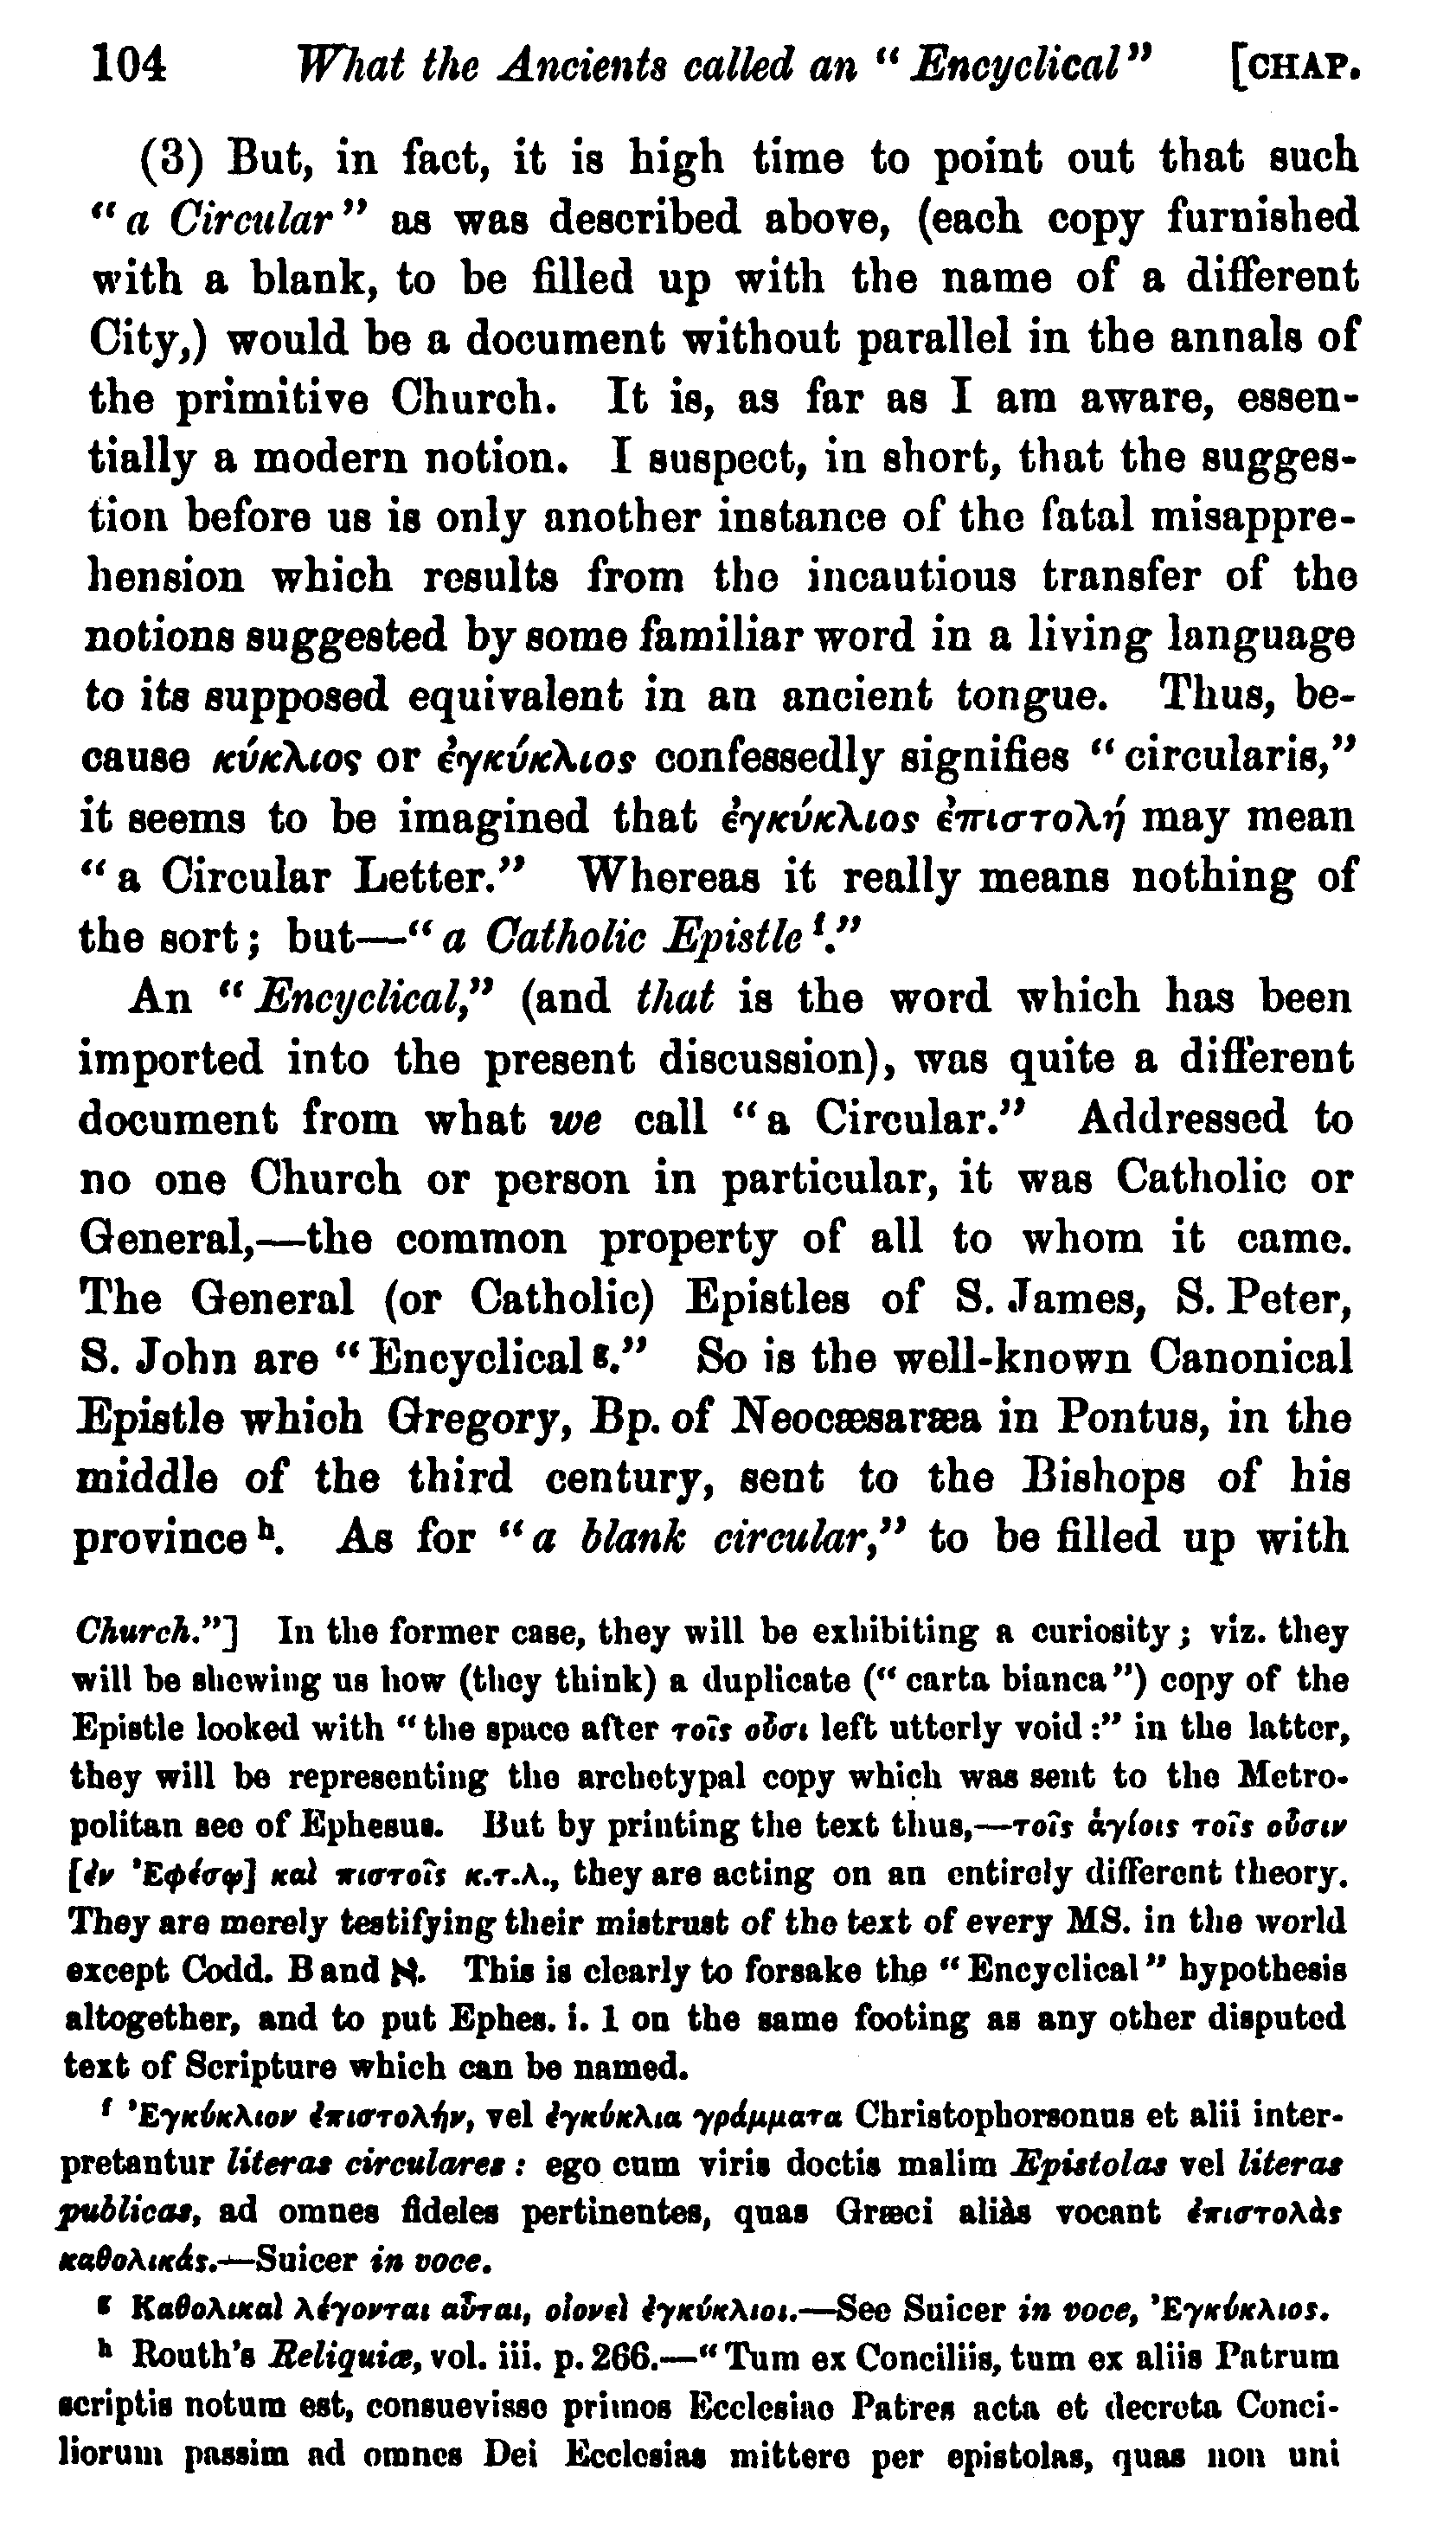 104 What the Ancients called an “Encyclical” [CHAP.
(3) But, in fact, it is high time to point out that such
“a Circular” as was described above, (each copy furnished
with a blank, to be filled up with the name of a different
City,) would be a document without parallel in the annals of
the primitive Church. It is, as far as I am aware, essen-
tially a modern notion. I suspect, in short, that the sugges-
tion before us is only another instance of the fatal misappre-
hension which results from the incautious transfer of the
notions suggested by some familiar word in a living language
to its supposed equivalent in an ancient tongue. Thus, be-
cause κύκλιος or ἐγκύκλιος confessedly signifies “circularis,”
it seems to be imagined that ἐγκύκλιος ἐπιστολή may mean
“a Circular Letter.” Whereas it really means nothing of
the sort; but—“a Catholic Epistle f.”
An “Encyclical,” (and that is the word which has been
imported into the present discussion), was quite a different
document from what we call “a Circular.” Addressed to
no one Church or person in particular, it was Catholic or
General,—the common property of all to whom it came.
The General (or Catholic) Epistles of S. James, S. Peter,
S. John are “Encyclical g.” So is the well-known Canonical
Epistle which Gregory, Bp. of Neocæsaræa in Pontus, in the
middle of the third century, sent to the Bishops of his
province h. As for “a blank circular,” to be filled up with
Church.”] In the former case, they will be exhibiting a curiosity; viz. they
will be shewing us how (they think) a duplicate (“carta bianca”) copy of the
Epistle looked with “the space after τοῖς οὖσι left utterly void:” in the latter,
they will be representing the archetypal copy which was sent to the Metro-
politan see of Ephesus. But by printing the text thus,—τοῖς ἁγίοις τοῖς οὖσιν
[ἐν Ἐφέσῳ] καὶ πιστοῖς κ.τ.λ., they are acting on an entirely different theory.
They are merely testifying their mistrust of the text of every MS. in the world
except Codd. B and א. This is clearly to forsake the “Encyclical” hypothesis
altogether, and to put Ephes. i. 1 on the same footing as any other disputed
text of Scripture which can be named.
f Ἐγκύκλιον ἐπιστολὴν, vel ἐγκύκλια γράμματα Christophorsonus et alii inter-
pretantur literas circulares: ego cum viris doctis malim Epistolas vel literas
publicas, ad omnes fideles pertinentes, quas Græci aliàs vocant ἐπιστολὰς
καθολικάς.—Suicer in voce.
g Καθολικαὶ λέγονται αὗται, οἱονεὶ ἐγκύκλιοι.—See Suicer in voce, Ἐγκύκλιος.
h Routh’s Reliquiæ, vol. iii. p. 266.—“Tum ex Conciliis, tum ex aliis Patrum
scriptis notum est, consuevisse primos Ecclesiae Patres acta et decreta Conci-
liorum passim ad omnes Dei Ecclesias mittere per epistolas, quas non uni